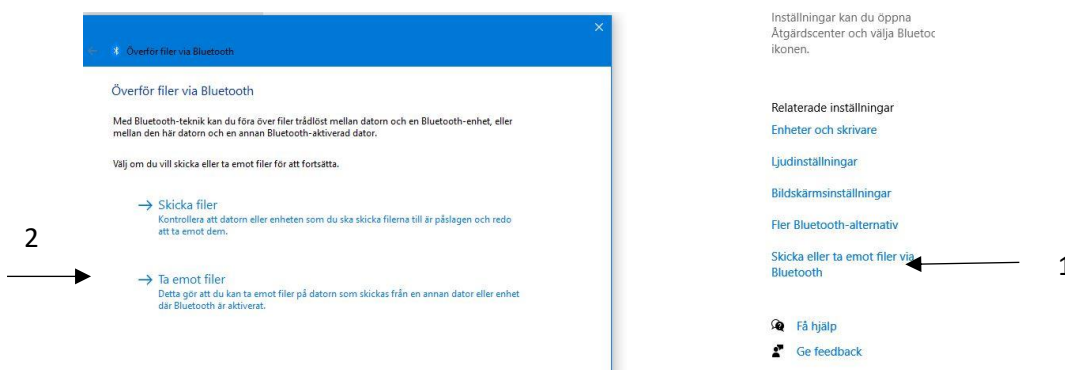 Överför filer via Bluetooth
Överför filer via Bluetooth
Med Bluetooth-teknik kan du föra över filer trådlöst mellan datorn och en Bluetooth-enhet, eller
mellan den här datorn och en annan Bluetooth-aktiverad dator.
Välj om du vill skicka eller ta emot filer för att fortsätta.
Skicka filer
Kontrollera att datorn eller enheten som du ska skicka filerna till är påslagen och redo
att ta emot dem.
2
Ta emot filer
Detta gör att du kan ta emot filer på datorn som skickas från en annan dator eller enhet
där Bluetooth är aktiverat.
Inställningar kan du öppna
Åtgärdscenter och välja Bluetoc
ikonen.
Relaterade inställningar
Enheter och skrivare
Ljudinställningar
Bildskärmsinställningar
Fler Bluetooth-alternativ
Skicka eller ta emot filer via
Bluetooth
1
Få hjälp
Ge feedback